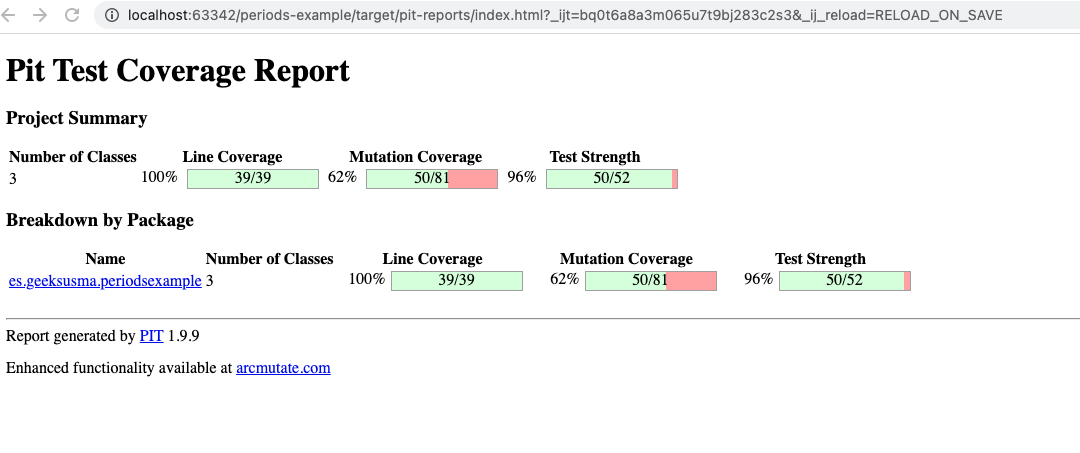 localhost:63342/periods-example/target/pit-reports/index.html?_ijt=bq0t6a8a3m065u7t9bj283c2s3&_ij_reload=RELOAD_ON_SAVE
Pit Test Coverage Report
Project Summary
Number of Classes Line Coverage Mutation Coverage Test Strength
3 100% 39/39 62% 50/81 96% 50/52
Breakdown by Package
Name Number of Classes Line Coverage Mutation Coverage Test Strength
es.geeksusma.periodsexample 3 100% 39/39 62% 50/81 96% 50/52
Report generated by PIT 1.9.9
Enhanced functionality available at arcmutate.com